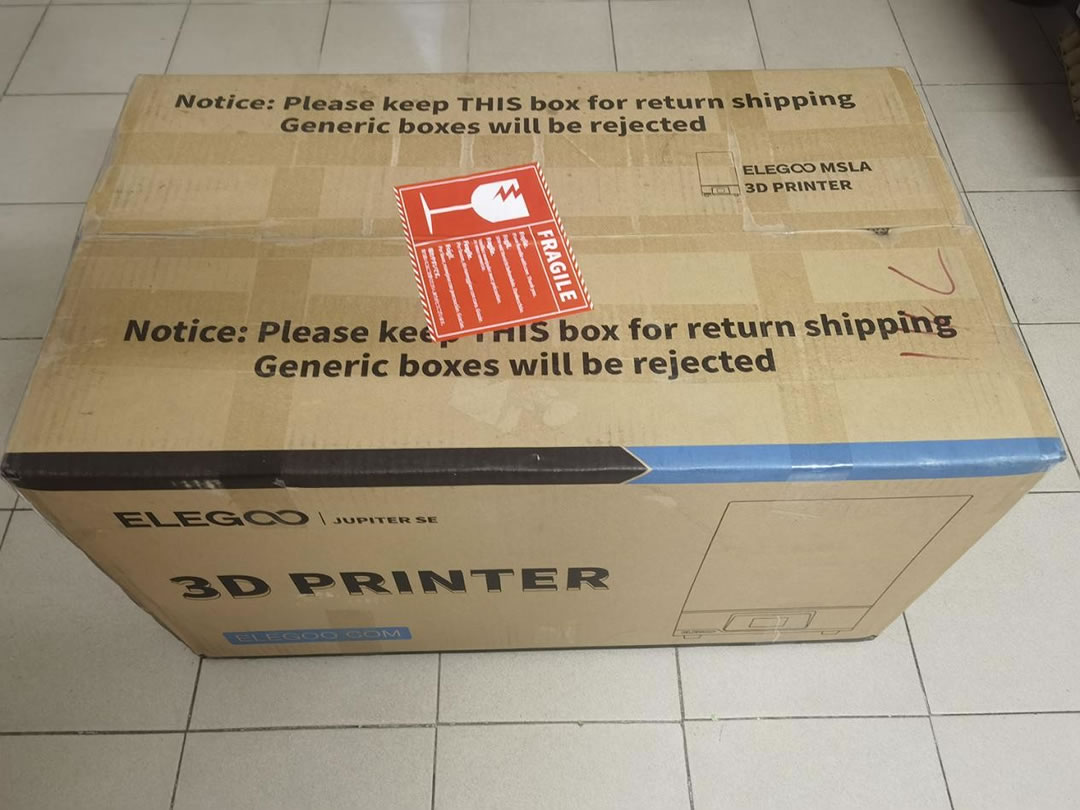 Notice: Please keep THIS box for return shipping
Generic boxes will be rejected
ELEGOO MSLA
3D PRINTER
FRAGILE
Notice: Please keep THIS box for return shipping
Generic boxes will be rejected
ELEGOO | JUPITER SE
3D PRINTER
ELEGOO.COM